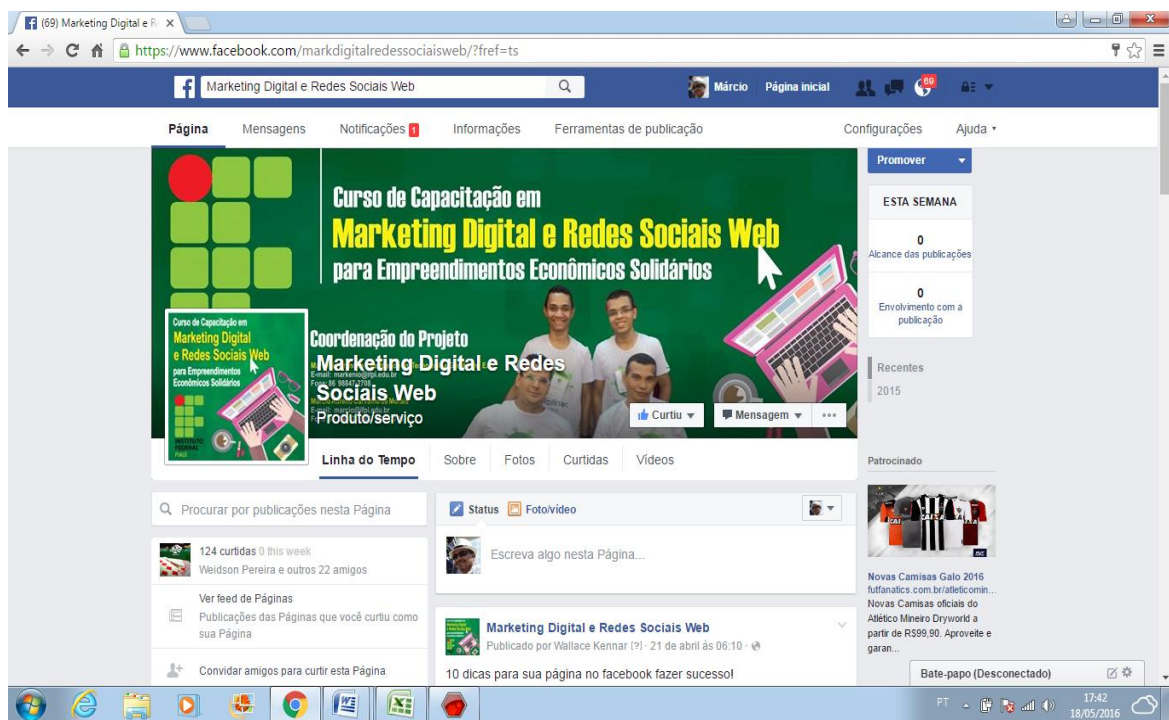 (69) Marketing Digital e R
https://www.facebook.com/markdigitalredessociaisweb/?fref=ts
Marketing Digital e Redes Sociais Web
Márcio
Página inicial
69
Página
Mensagens
Notificações 1
Informações
Ferramentas de publicação
Configurações
Ajuda
Curso de Capacitação em
Marketing Digital e Redes Sociais Web
para Empreendimentos Econômicos Solidários
Coordenação do Projeto
E-mail: markenio@ifpi.edu.br
Marketing Digital e Redes
Sociais Web
Produto/serviço
Curso de Capacitação em
Marketing Digital
e Redes Sociais Web
para Empreendimentos
Econômicos Solidários
INSTITUTO
FEDERAL
Piauí
Curtiu
Mensagem
Promover
ESTA SEMANA
0
Alcance das publicações
0
Envolvimento com a
publicação
Recentes
2015
Linha do Tempo
Sobre
Fotos
Curtidas
Vídeos
Procurar por publicações nesta Página
124 curtidas 0 this week
Weidson Pereira e outros 22 amigos
Ver feed de Páginas
Publicações das Páginas que você curtiu como
sua Página
Convidar amigos para curtir esta Página
Status
Foto/vídeo
Escreva algo nesta Página...
Marketing Digital e Redes Sociais Web
Publicado por Wallace Kennar [?] · 21 de abril às 06:10 ·
10 dicas para sua página no facebook fazer sucesso!
Patrocinado
Novas Camisas Galo 2016
futfanatics.com.br/atleticomin...
Novas Camisas oficiais do
Atlético Mineiro Dryworld a
partir de R$99,90. Aproveite e
garan...
Bate-papo (Desconectado)
PT
17:42
18/05/2016